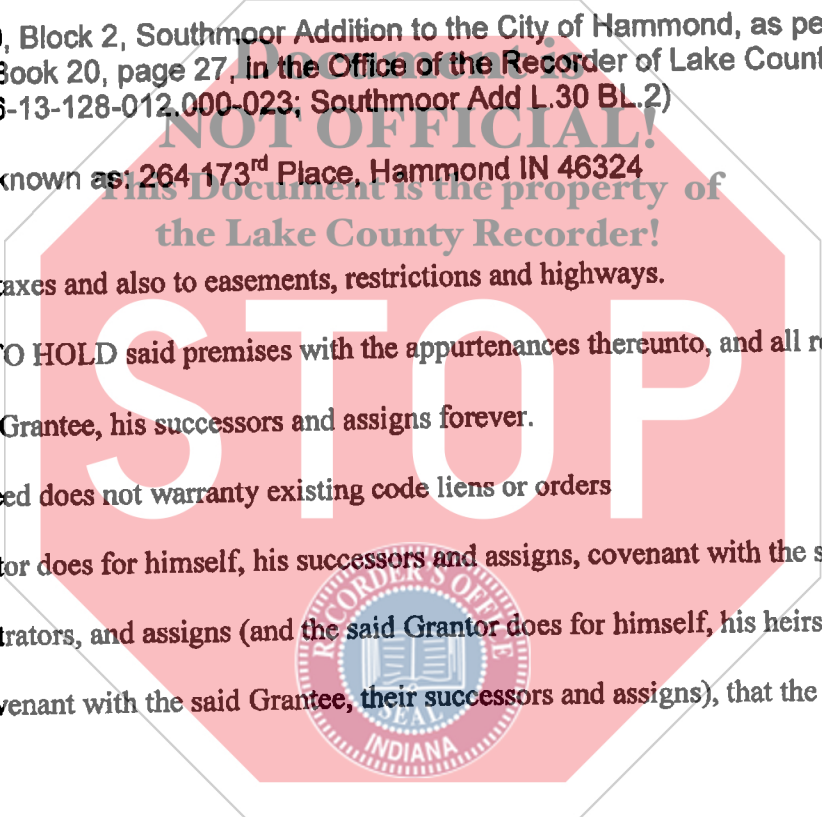 , Block 2, Southmoor Addition to the City of Hammond, as pe
Book 20, page 27, in the Office of the Recorder of Lake Count
-13-128-012.000-023; Southmoor Add L.30 BL.2)
known as: 264 173rd Place, Hammond IN 46324
Document is
NOT OFFICIAL!
This Document is the property of
the Lake County Recorder!
taxes and also to easements, restrictions and highways.
TO HOLD said premises with the appurtenances thereunto, and all r
Grantee, his successors and assigns forever.
eed does not warranty existing code liens or orders
tor does for himself, his successors and assigns, covenant with the s
trators, and assigns (and the said Grantor does for himself, his heirs
venant with the said Grantee, their successors and assigns), that the
STOP
RECORDER'S OFFICE
SEAL
INDIANA